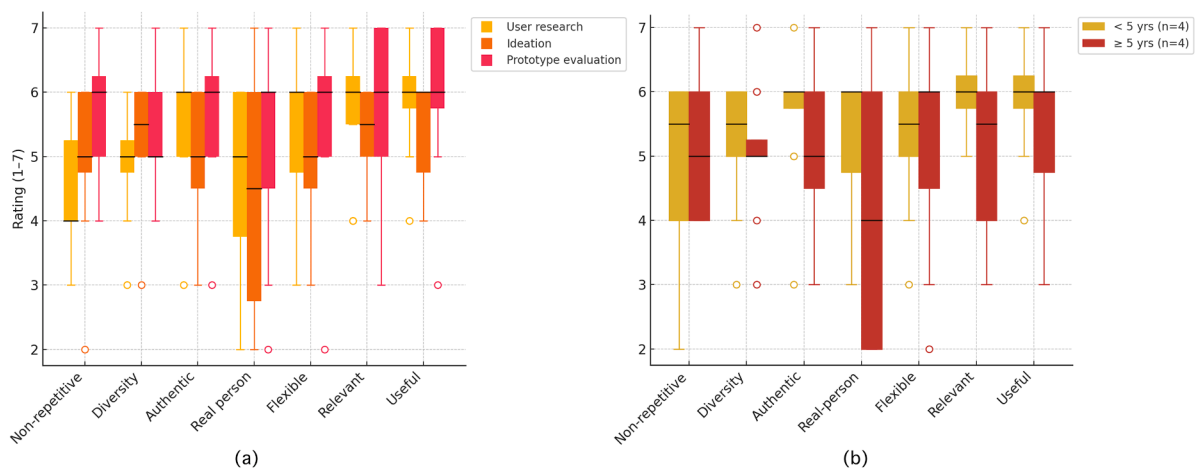 Rating (1–7)
7
6
5
4
3
2
Non-repetitive
Diversity
Authentic
Real person
Flexible
Relevant
Useful
User research
Ideation
Prototype evaluation
(a)
7
6
5
4
3
2
Non-repetitive
Diversity
Authentic
Real-person
Flexible
Relevant
Useful
< 5 yrs (n=4)
≥ 5 yrs (n=4)
(b)